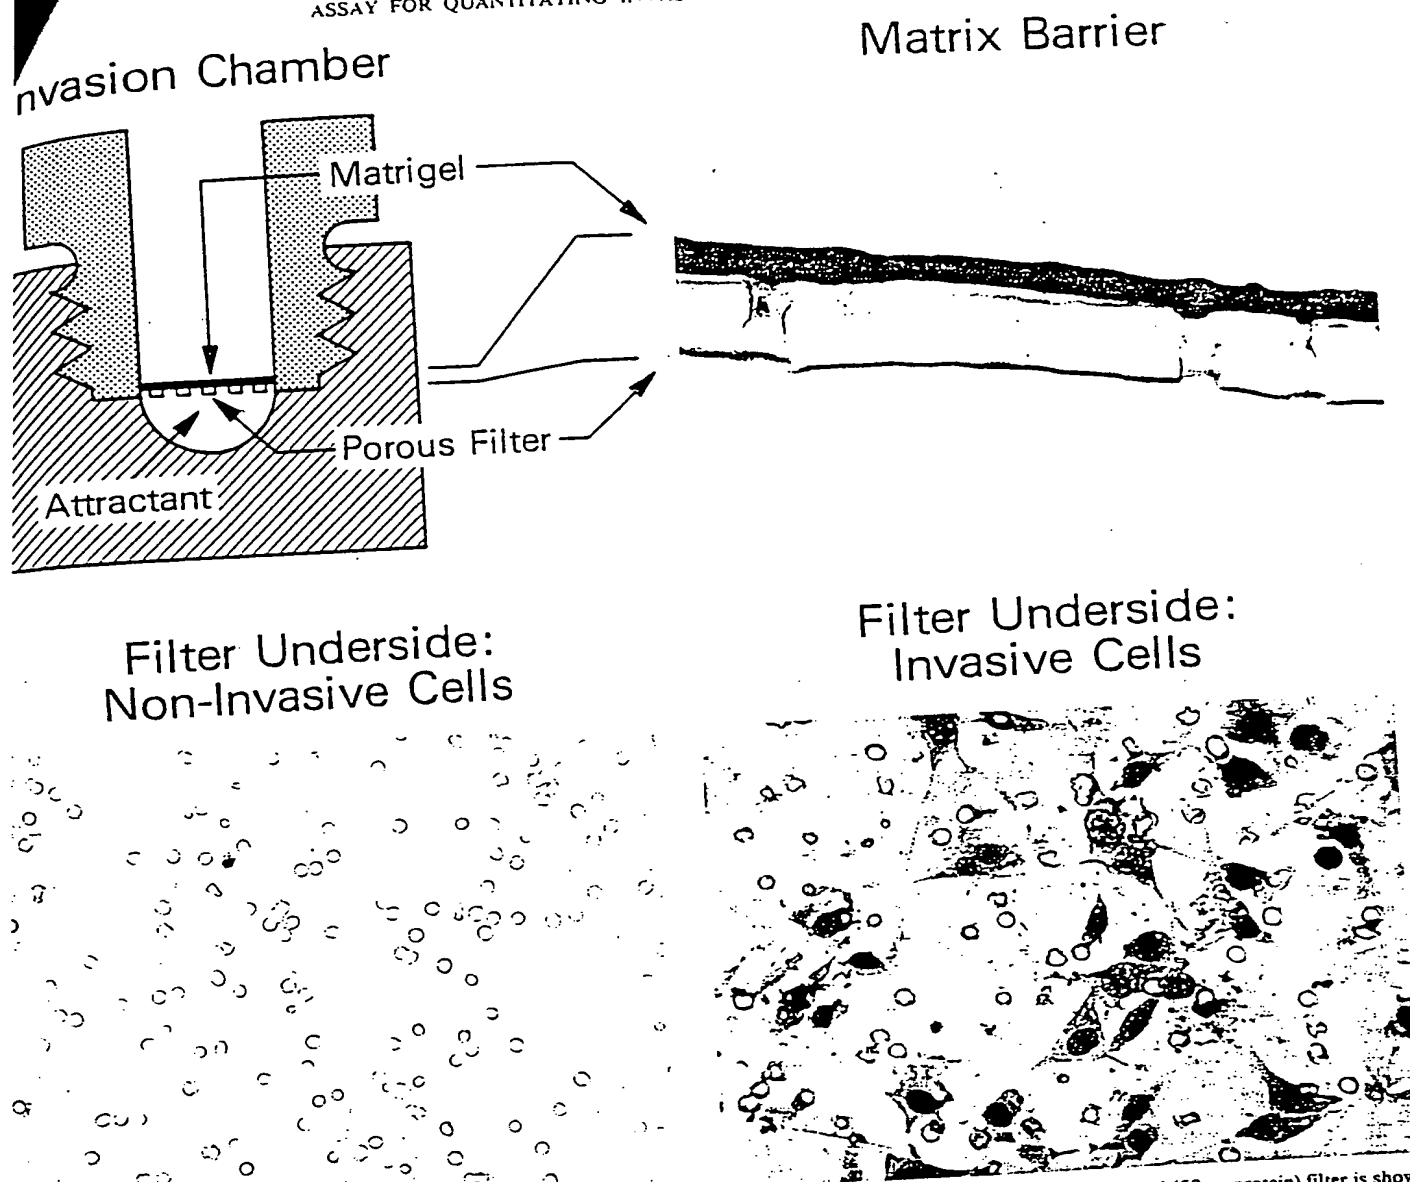 ASSAY FOR QUANTITATING
nvasion Chamber
Matrix Barrier
Matrigel
Porous Filter
Attractant
Filter Underside:
Non-Invasive Cells
Filter Underside:
Invasive Cells
protein) filter is show